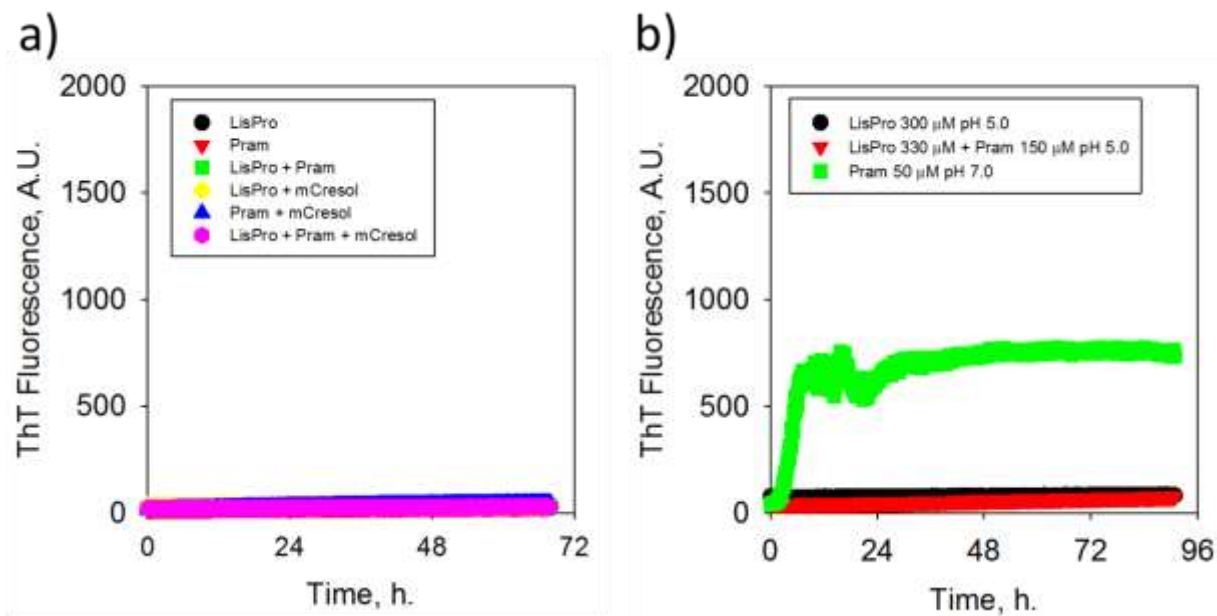 a)
2000
1500
1000
500
0
ThT Fluorescence, A.U.
LisPro
Pram
LisPro + Pram
LisPro + mCresol
Pram + mCresol
LisPro + Pram + mCresol
0 24 48 72
Time, h.
b)
2000
1500
1000
500
0
ThT Fluorescence, A.U.
LisPro 300 μM pH 5.0
LisPro 330 μM + Pram 150 μM pH 5.0
Pram 50 μM pH 7.0
0 24 48 72 96
Time, h.